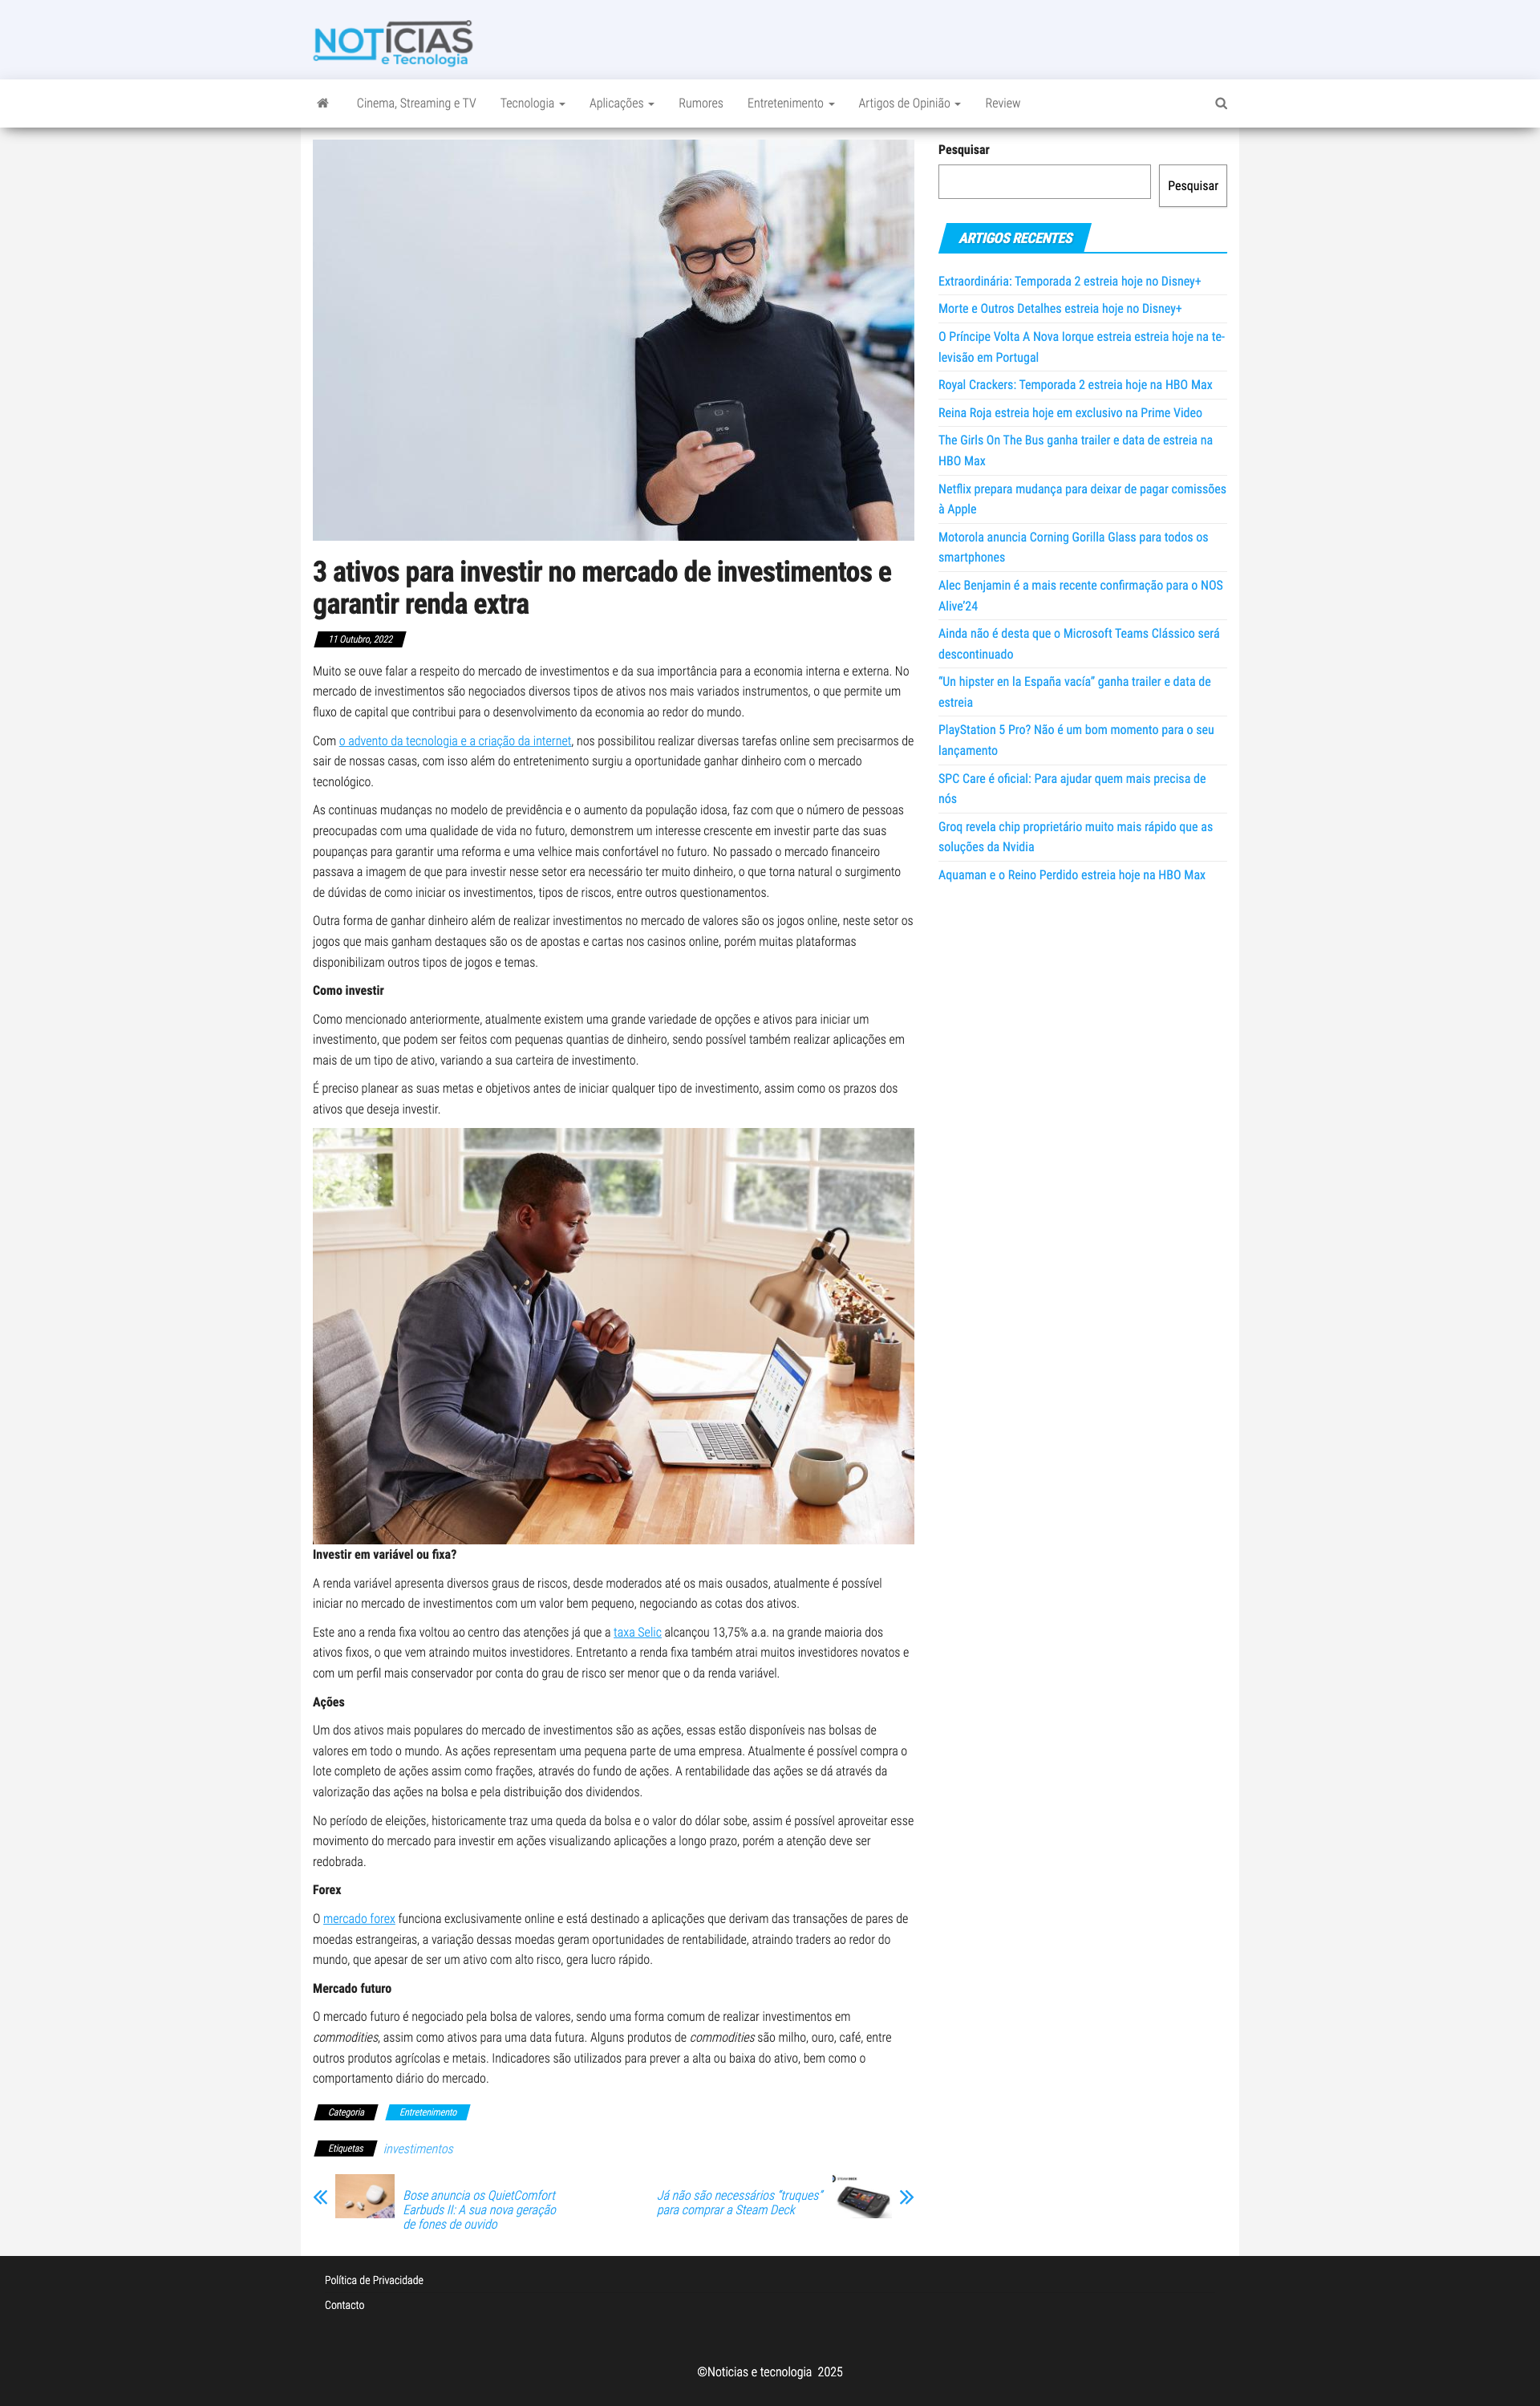 NOTÍCIAS
e Tecnologia
Cinema, Streaming e TV Tecnologia Aplicações Rumores Entretenimento Artigos de Opinião Review
SPC
3 ativos para investir no mercado de investimentos e
garantir renda extra
11 Outubro, 2022
Muito se ouve falar a respeito do mercado de investimentos e da sua importância para a economia interna e externa. No
mercado de investimentos são negociados diversos tipos de ativos nos mais variados instrumentos, o que permite um
fluxo de capital que contribui para o desenvolvimento da economia ao redor do mundo.
Com o advento da tecnologia e a criação da internet, nos possibilitou realizar diversas tarefas online sem precisarmos de
sair de nossas casas, com isso além do entretenimento surgiu a oportunidade ganhar dinheiro com o mercado
tecnológico.
As continuas mudanças no modelo de previdência e o aumento da população idosa, faz com que o número de pessoas
preocupadas com uma qualidade de vida no futuro, demonstrem um interesse crescente em investir parte das suas
poupanças para garantir uma reforma e uma velhice mais confortável no futuro. No passado o mercado financeiro
passava a imagem de que para investir nesse setor era necessário ter muito dinheiro, o que torna natural o surgimento
de dúvidas de como iniciar os investimentos, tipos de riscos, entre outros questionamentos.
Outra forma de ganhar dinheiro além de realizar investimentos no mercado de valores são os jogos online, neste setor os
jogos que mais ganham destaques são os de apostas e cartas nos casinos online, porém muitas plataformas
disponibilizam outros tipos de jogos e temas.
Como investir
Como mencionado anteriormente, atualmente existem uma grande variedade de opções e ativos para iniciar um
investimento, que podem ser feitos com pequenas quantias de dinheiro, sendo possível também realizar aplicações em
mais de um tipo de ativo, variando a sua carteira de investimento.
É preciso planear as suas metas e objetivos antes de iniciar qualquer tipo de investimento, assim como os prazos dos
ativos que deseja investir.
Investir em variável ou fixa?
A renda variável apresenta diversos graus de riscos, desde moderados até os mais ousados, atualmente é possível
iniciar no mercado de investimentos com um valor bem pequeno, negociando as cotas dos ativos.
Este ano a renda fixa voltou ao centro das atenções já que a taxa Selic alcançou 13,75% a.a. na grande maioria dos
ativos fixos, o que vem atraindo muitos investidores. Entretanto a renda fixa também atrai muitos investidores novatos e
com um perfil mais conservador por conta do grau de risco ser menor que o da renda variável.
Ações
Um dos ativos mais populares do mercado de investimentos são as ações, essas estão disponíveis nas bolsas de
valores em todo o mundo. As ações representam uma pequena parte de uma empresa. Atualmente é possível compra o
lote completo de ações assim como frações, através do fundo de ações. A rentabilidade das ações se dá através da
valorização das ações na bolsa e pela distribuição dos dividendos.
No período de eleições, historicamente traz uma queda da bolsa e o valor do dólar sobe, assim é possível aproveitar esse
movimento do mercado para investir em ações visualizando aplicações a longo prazo, porém a atenção deve ser
redobrada.
Forex
O mercado forex funciona exclusivamente online e está destinado a aplicações que derivam das transações de pares de
moedas estrangeiras, a variação dessas moedas geram oportunidades de rentabilidade, atraindo traders ao redor do
mundo, que apesar de ser um ativo com alto risco, gera lucro rápido.
Mercado futuro
O mercado futuro é negociado pela bolsa de valores, sendo uma forma comum de realizar investimentos em
commodities, assim como ativos para uma data futura. Alguns produtos de commodities são milho, ouro, café, entre
outros produtos agrícolas e metais. Indicadores são utilizados para prever a alta ou baixa do ativo, bem como o
comportamento diário do mercado.
Categoria Entretenimento
Etiquetas investimentos
Bose anuncia os QuietComfort
Earbuds II: A sua nova geração
de fones de ouvido
Já não são necessários “truques”
para comprar a Steam Deck
STEAM DECK
Pesquisar
Pesquisar
ARTIGOS RECENTES
Extraordinária: Temporada 2 estreia hoje no Disney+
Morte e Outros Detalhes estreia hoje no Disney+
O Príncipe Volta A Nova Iorque estreia estreia hoje na te-
levisão em Portugal
Royal Crackers: Temporada 2 estreia hoje na HBO Max
Reina Roja estreia hoje em exclusivo na Prime Video
The Girls On The Bus ganha trailer e data de estreia na
HBO Max
Netflix prepara mudança para deixar de pagar comissões
à Apple
Motorola anuncia Corning Gorilla Glass para todos os
smartphones
Alec Benjamin é a mais recente confirmação para o NOS
Alive’24
Ainda não é desta que o Microsoft Teams Clássico será
descontinuado
“Un hipster en la España vacía” ganha trailer e data de
estreia
PlayStation 5 Pro? Não é um bom momento para o seu
lançamento
SPC Care é oficial: Para ajudar quem mais precisa de
nós
Groq revela chip proprietário muito mais rápido que as
soluções da Nvidia
Aquaman e o Reino Perdido estreia hoje na HBO Max
Política de Privacidade
Contacto
©Noticias e tecnologia 2025